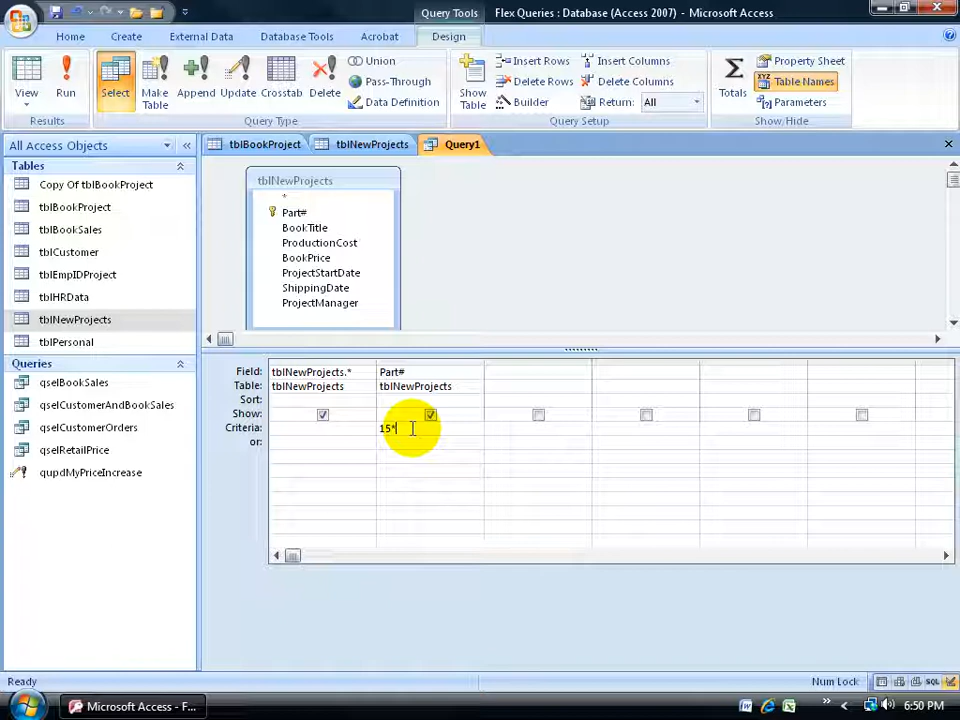 Query Tools
Flex Queries : Database (Access 2007) - Microsoft Access
Home
Create
External Data
Database Tools
Acrobat
Design
View
Run
Select
Make Table
Append
Update
Crosstab
Delete
Union
Pass-Through
Data Definition
Show Table
Insert Rows
Delete Rows
Builder
Insert Columns
Delete Columns
Return: All
Totals
Property Sheet
Table Names
Parameters
Results
Query Type
Query Setup
Show/Hide
All Access Objects
tblBookProject
tblNewProjects
Query1
Tables
Copy Of tblBookProject
tblBookProject
tblBookSales
tblCustomer
tblEmpIDProject
tblHRData
tblNewProjects
tblPersonal
Queries
qselBookSales
qselCustomerAndBookSales
qselCustomerOrders
qselRetailPrice
qupdMyPriceIncrease
tblNewProjects
*
Part#
BookTitle
ProductionCost
BookPrice
ProjectStartDate
ShippingDate
ProjectManager
Field: tblNewProjects.* Part#
Table: tblNewProjects tblNewProjects
Sort:
Show:
Criteria: 15*
or:
Ready
Num Lock
SQL
Microsoft Access - F...
6:50 PM